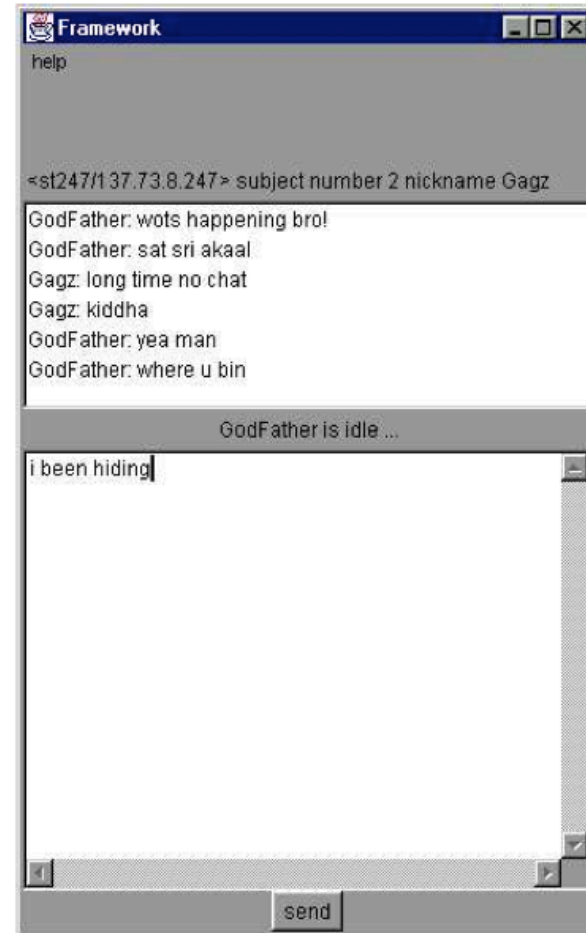 Framework
help
<st247/137.73.8.247> subject number 2 nickname Gagz
GodFather: wots happening bro!
GodFather: sat sri akaal
Gagz: long time no chat
Gagz: kiddha
GodFather: yea man
GodFather: where u bin
GodFather is idle ...
i been hiding
send